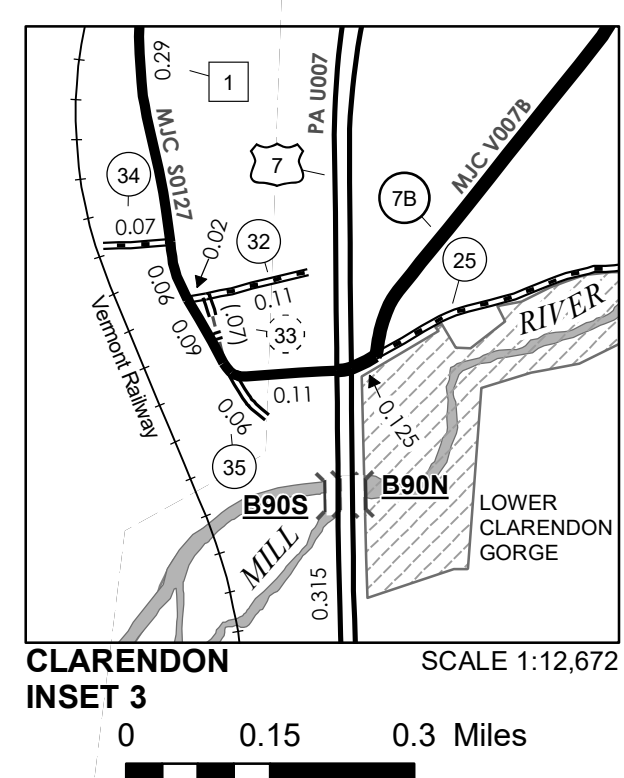 0.29
1
PA U007
7
MJC S0127
MJC V007B
7B
34
0.07
0.02
32
25
0.06
0.11
(.07)
33
RIVER
0.09
Vermont Railway
0.11
0.06
0.125
35
B90S
B90N
MILL
LOWER
CLARENDON
GORGE
0.315
CLARENDON
INSET 3
SCALE 1:12,672
0 0.15 0.3 Miles